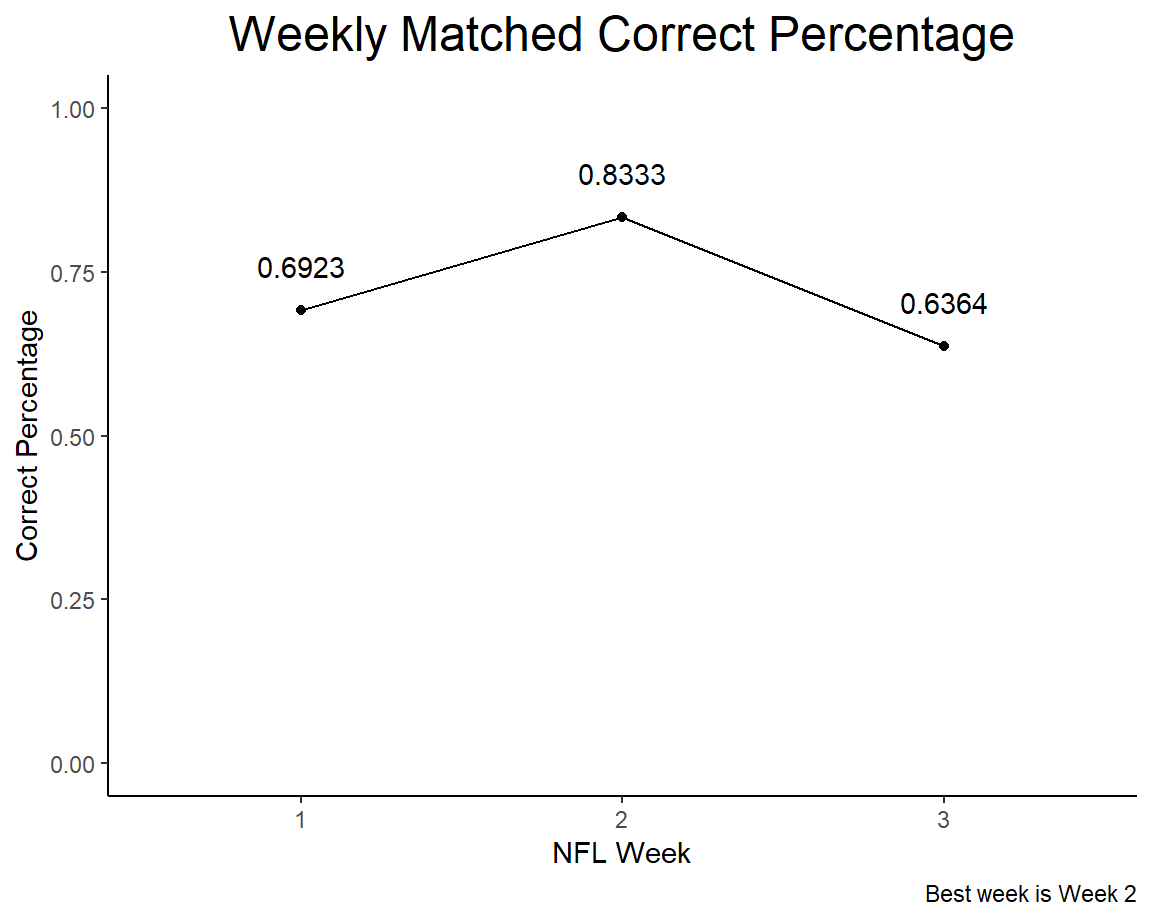 Weekly Matched Correct Percentage
1.00
0.75
0.50
0.25
0.00
Correct Percentage
0.6923
0.8333
0.6364
1
2
3
NFL Week
Best week is Week 2